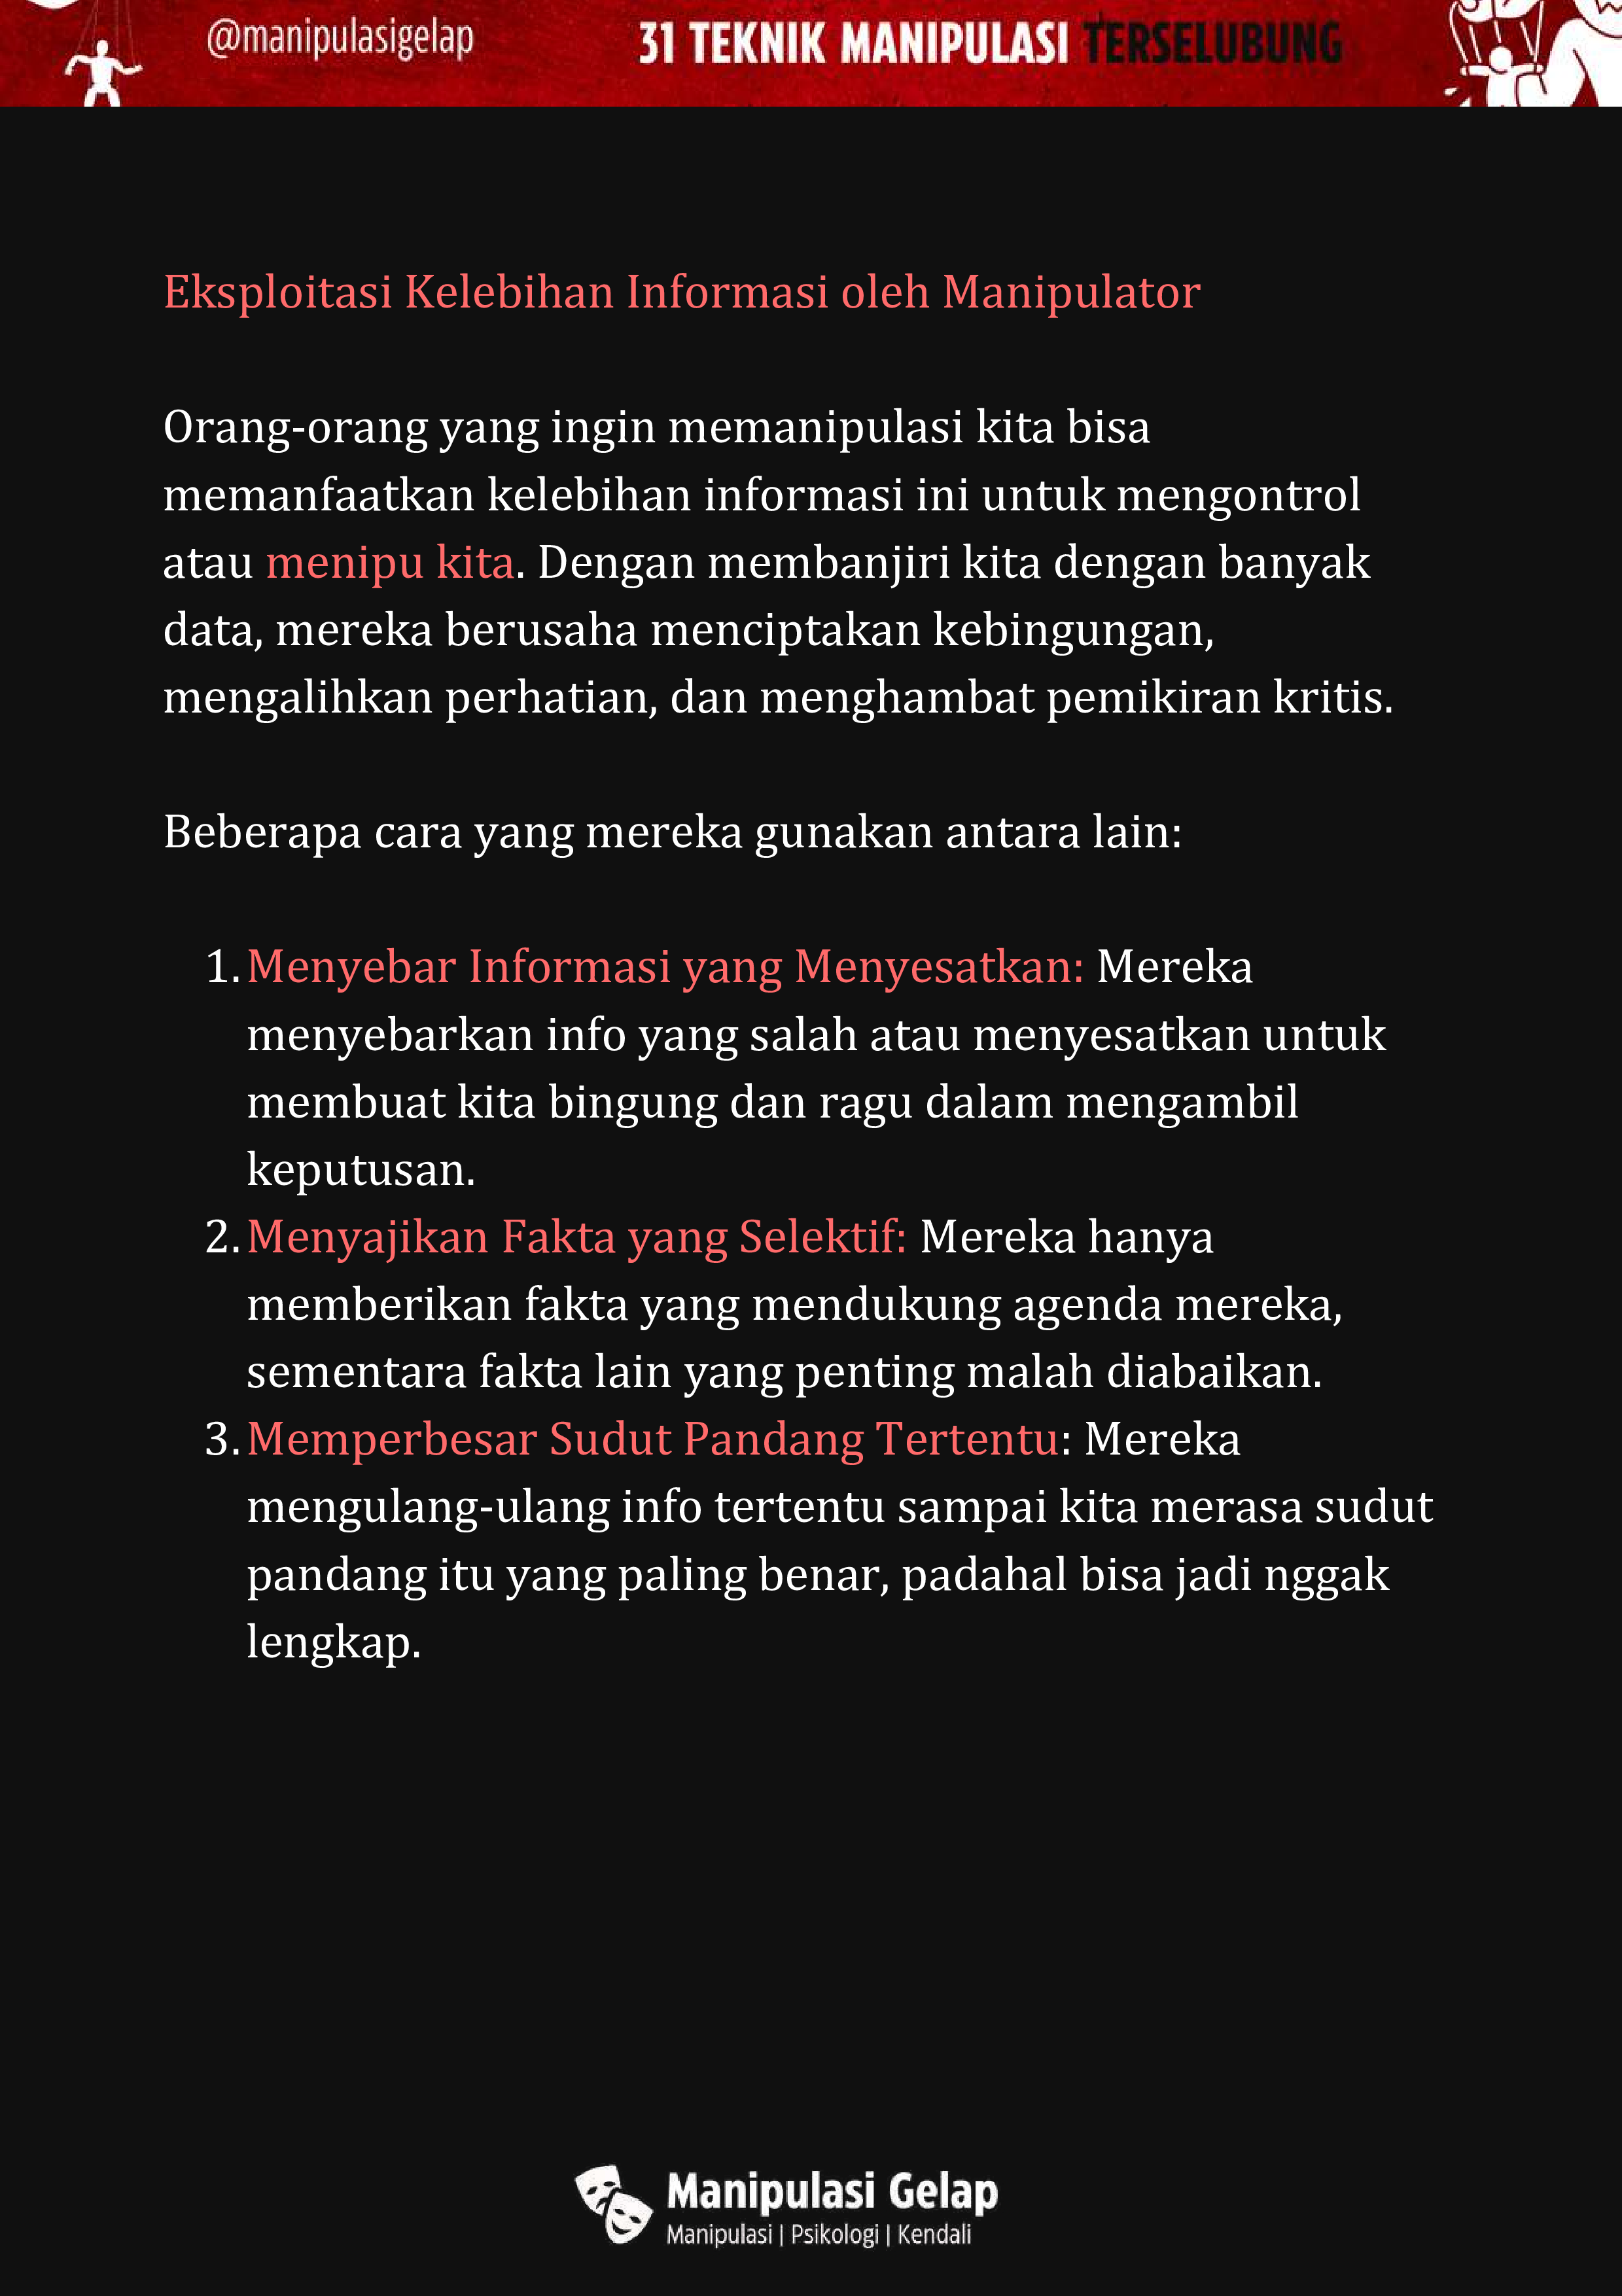 @manipulasigelap
31 TEKNIK MANIPULASI TERSELUBUNG
Eksploitasi Kelebihan Informasi oleh Manipulator
Orang-orang yang ingin memanipulasi kita bisa
memanfaatkan kelebihan informasi ini untuk mengontrol
atau menipu kita. Dengan membanjiri kita dengan banyak
data, mereka berusaha menciptakan kebingungan,
mengalihkan perhatian, dan menghambat pemikiran kritis.
Beberapa cara yang mereka gunakan antara lain:
1. Menyebar Informasi yang Menyesatkan: Mereka
menyebarkan info yang salah atau menyesatkan untuk
membuat kita bingung dan ragu dalam mengambil
keputusan.
2. Menyajikan Fakta yang Selektif: Mereka hanya
memberikan fakta yang mendukung agenda mereka,
sementara fakta lain yang penting malah diabaikan.
3. Memperbesar Sudut Pandang Tertentu: Mereka
mengulang-ulang info tertentu sampai kita merasa sudut
pandang itu yang paling benar, padahal bisa jadi nggak
lengkap.
Manipulasi Gelap
Manipulasi | Psikologi | Kendali